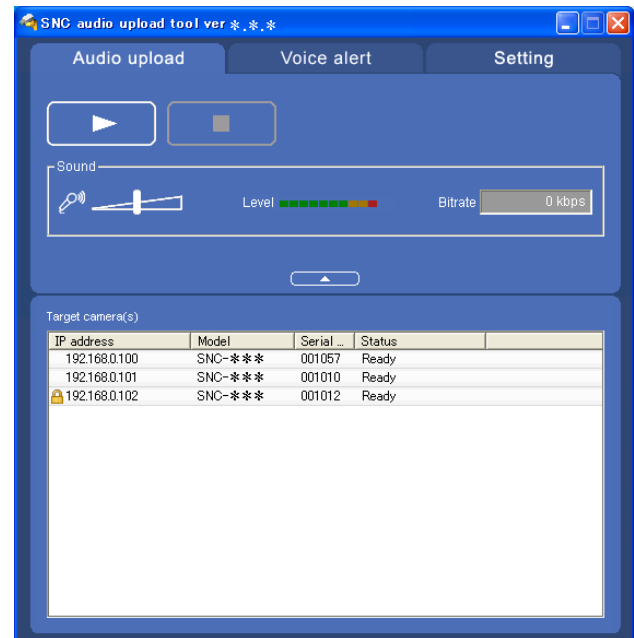 SNC audio upload tool ver *.*.*
Audio upload Voice alert Setting
Sound
Level Bitrate 0 kbps
Target camera(s)
IP address Model Serial ... Status
192.168.0.100 SNC-*** 001057 Ready
192.168.0.101 SNC-*** 001010 Ready
192.168.0.102 SNC-*** 001012 Ready